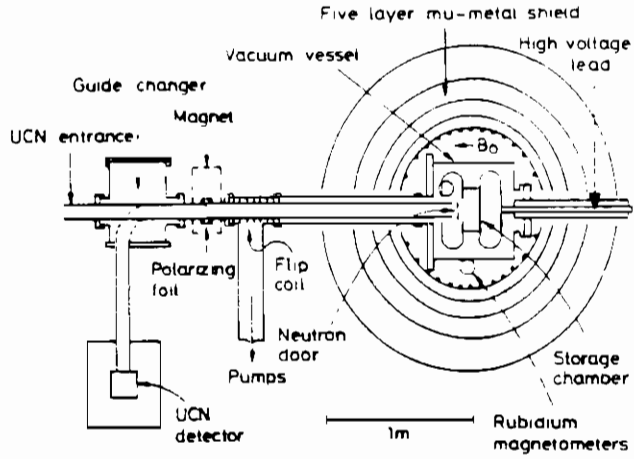 Five layer mu-metal shield
High voltage
lead
Vacuum vessel
Guide changer
Magnet
UCN entrance
B₀
Polarizing
foil
Flip
coil
Neutron
door
Pumps
Storage
chamber
UCN
detector
1m
Rubidium
magnetometers